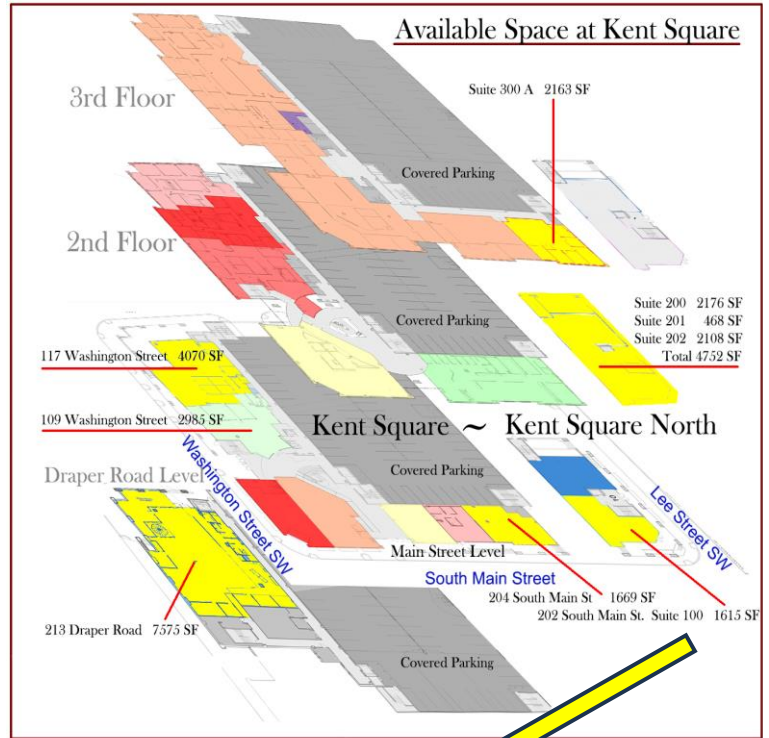 Available Space at Kent Square
3rd Floor
Suite 300 A 2163 SF
Covered Parking
2nd Floor
Covered Parking
Suite 200 2176 SF
Suite 201 468 SF
Suite 202 2108 SF
Total 4752 SF
117 Washington Street 4070 SF
109 Washington Street 2985 SF
Kent Square ~ Kent Square North
Covered Parking
Washington Street SW
Lee Street SW
Draper Road Level
Main Street Level
South Main Street
204 South Main St 1669 SF
202 South Main St. Suite 100 1615 SF
213 Draper Road 7575 SF
Covered Parking